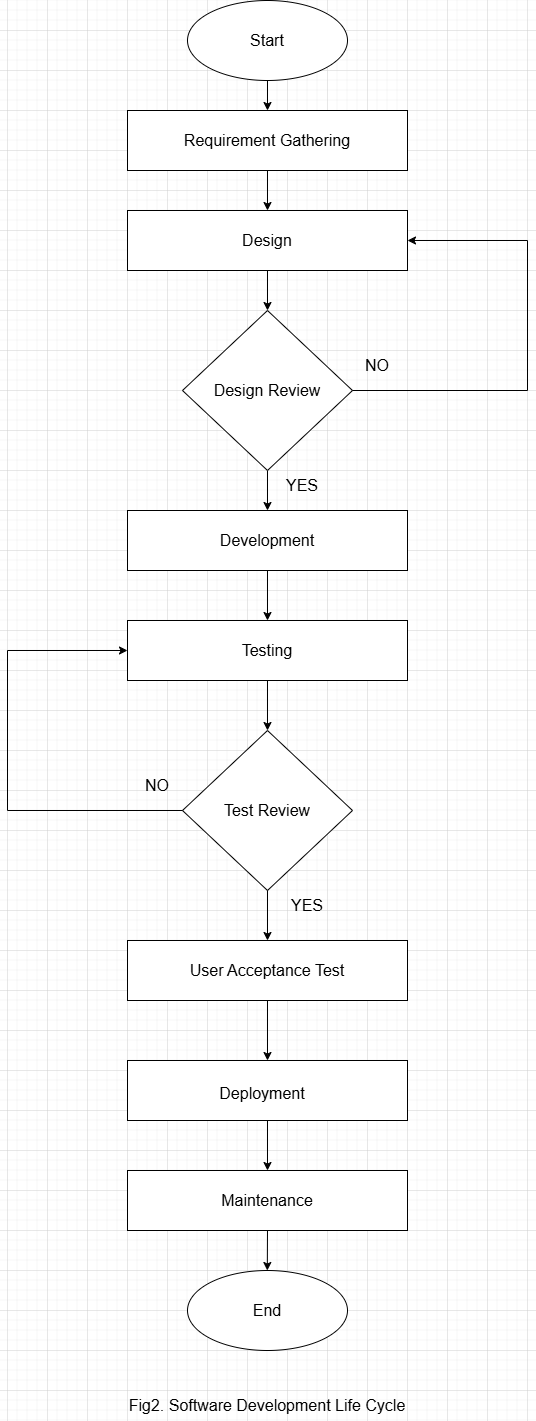 Start
Requirement Gathering
Design
NO
Design Review
YES
Development
Testing
NO
Test Review
YES
User Acceptance Test
Deployment
Maintenance
End
Fig2. Software Development Life Cycle